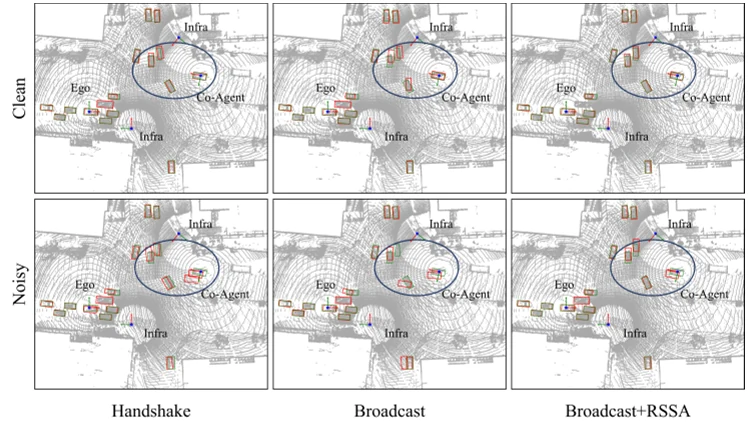 Clean
Infra
Ego
Co-Agent
Infra
Infra
Ego
Co-Agent
Infra
Infra
Ego
Co-Agent
Infra
Noisy
Infra
Ego
Co-Agent
Infra
Infra
Ego
Co-Agent
Infra
Infra
Ego
Co-Agent
Infra
Handshake
Broadcast
Broadcast+RSSA